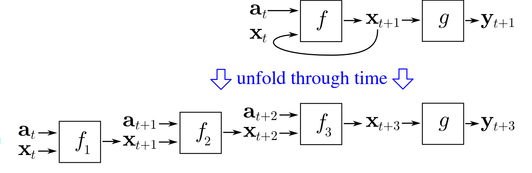 a_t f x_{t+1} g y_{t+1}
x_t
unfold through time
a_t a_{t+1} a_{t+2}
x_t f_1 x_{t+1} f_2 x_{t+2} f_3 x_{t+3} g y_{t+3}